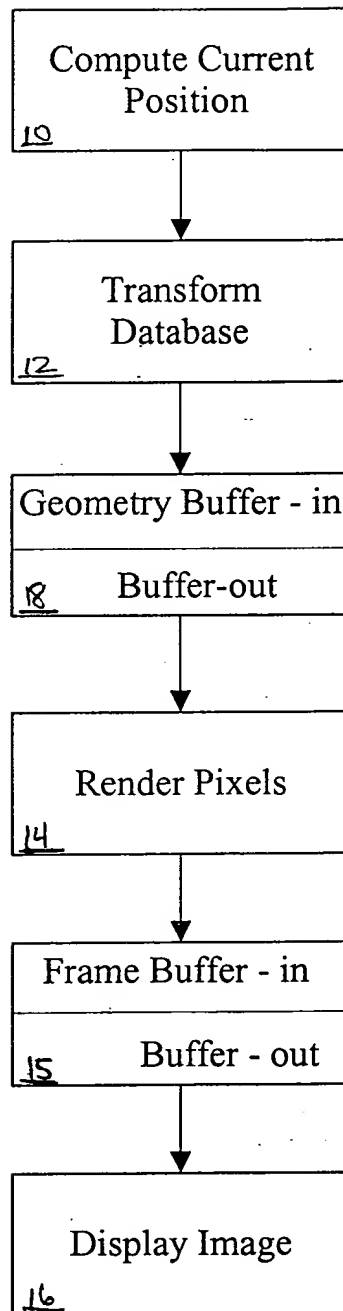 Compute Current
Position
10
Transform
Database
12
Geometry Buffer - in
18 Buffer-out
Render Pixels
14
Frame Buffer - in
15 Buffer - out
Display Image
16